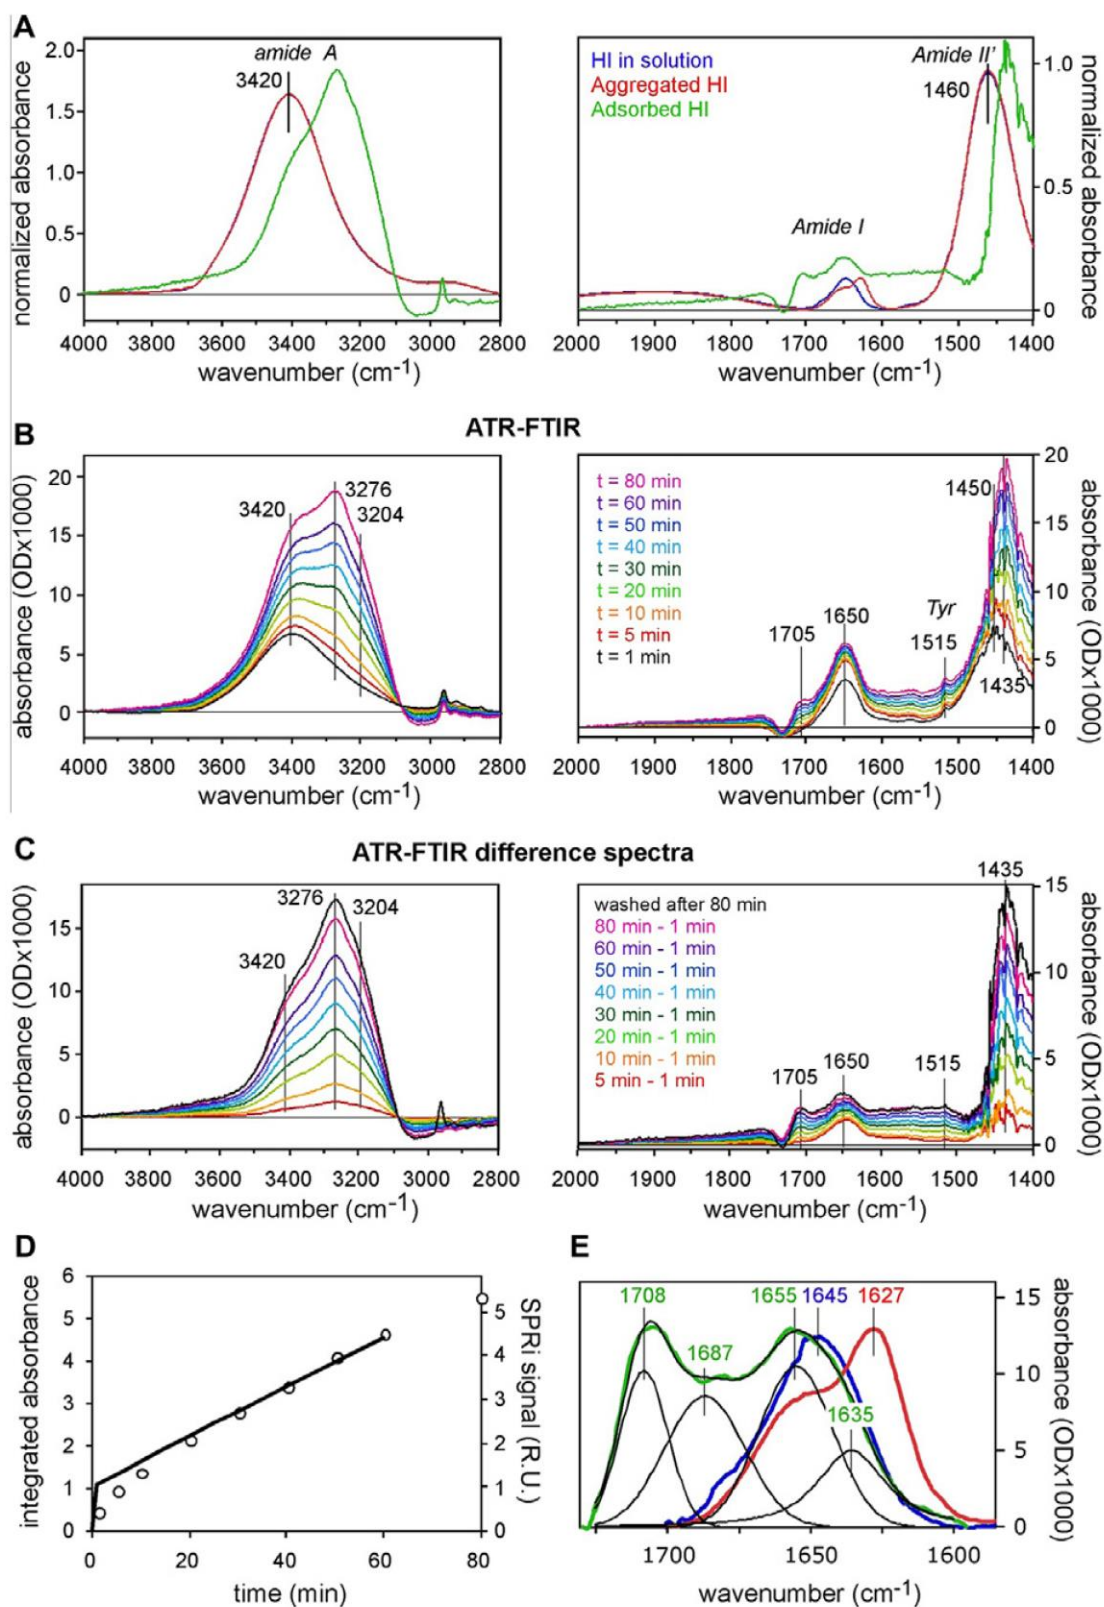 A
amide A
3420
2.0
1.5
1.0
0.5
0
normalized absorbance
4000 3800 3600 3400 3200 3000 2800
wavenumber (cm-1)
HI in solution
Aggregated HI
Adsorbed HI
Amide II'
1460
Amide I
1.0
0.5
0
normalized absorbance
2000 1900 1800 1700 1600 1500 1400
wavenumber (cm-1)
B
ATR-FTIR
20
15
10
5
0
absorbance (ODx1000)
3420
3276
3204
4000 3800 3600 3400 3200 3000 2800
wavenumber (cm-1)
t = 80 min
t = 60 min
t = 50 min
t = 40 min
t = 30 min
t = 20 min
t = 10 min
t = 5 min
t = 1 min
1705
1650
Tyr
1515
1450
1435
20
15
10
5
0
absorbance (ODx1000)
2000 1900 1800 1700 1600 1500 1400
wavenumber (cm-1)
C
ATR-FTIR difference spectra
15
10
5
0
absorbance (ODx1000)
3420
3276
3204
4000 3800 3600 3400 3200 3000 2800
wavenumber (cm-1)
washed after 80 min
80 min - 1 min
60 min - 1 min
50 min - 1 min
40 min - 1 min
30 min - 1 min
20 min - 1 min
10 min - 1 min
5 min - 1 min
1705
1650
1515
1435
15
10
5
0
absorbance (ODx1000)
2000 1900 1800 1700 1600 1500 1400
wavenumber (cm-1)
D
6
5
4
3
2
1
0
integrated absorbance
5
4
3
2
1
0
SPRi signal (R.U.)
0 20 40 60 80
time (min)
E
1708
1687
1655
1645
1627
1635
15
10
5
0
absorbance (ODx1000)
1700 1650 1600
wavenumber (cm-1)